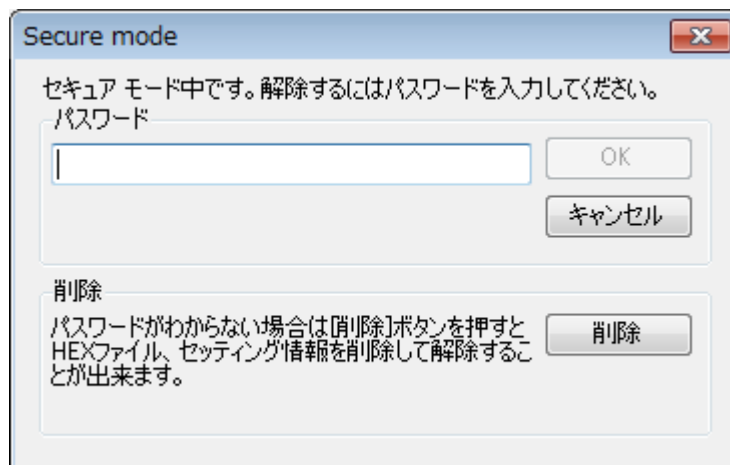 Secure mode
セキュア モード中です。解除するにはパスワードを入力してください。
パスワード
OK
キャンセル
削除
パスワードがわからない場合は[削除]ボタンを押すと
HEXファイル、セッティング情報を削除して解除するこ
とが出来ます。
削除